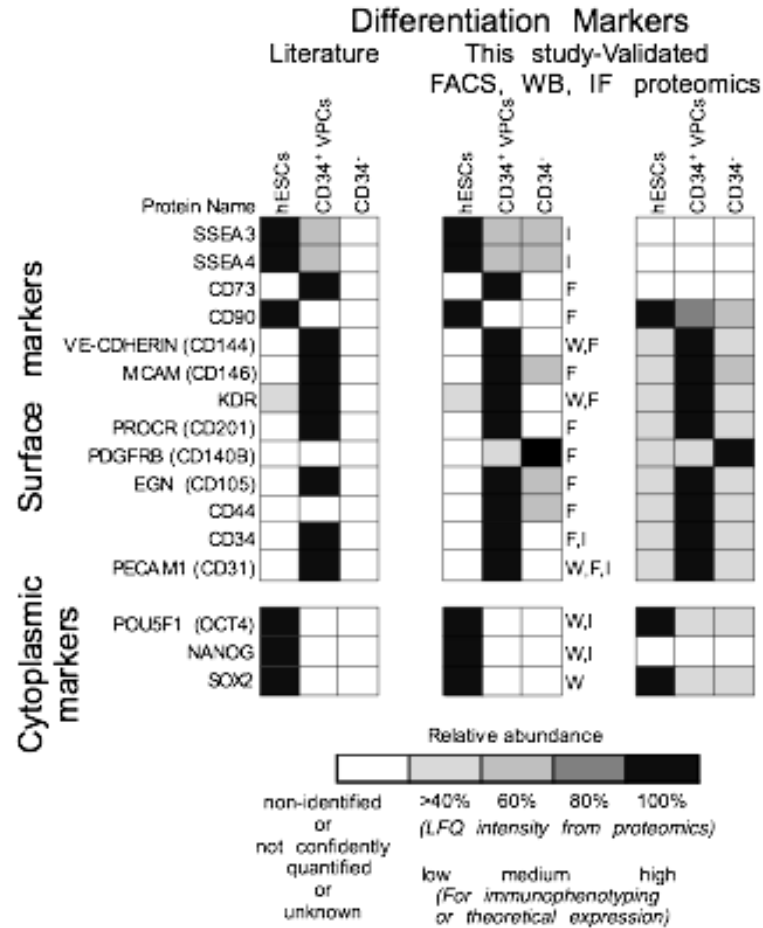 Differentiation Markers
Literature
This study-Validated
FACS, WB, IF proteomics
hESCs
CD34+ VPCs
CD34-
hESCs
CD34+ VPCs
CD34-
hESCs
CD34+ VPCs
CD34-
Protein Name
Surface markers
SSEA3 I
SSEA4 I
CD73 F
CD90 F
VE-CDHERIN (CD144) W,F
MCAM (CD146) F
KDR W,F
PROCR (CD201) F
PDGFRB (CD140B) F
EGN (CD105) F
CD44 F
CD34 F,I
PECAM1 (CD31) W,F,I
Cytoplasmic
markers
POU5F1 (OCT4) W,I
NANOG W,I
SOX2 W
Relative abundance
non-identified
or
not confidently
quantified
or
unknown
>40% 60% 80% 100%
(LFQ intensity from proteomics)
low medium high
(For immunophenotyping
or theoretical expression)